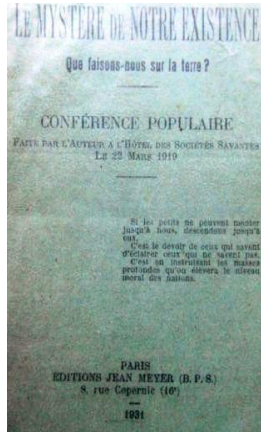 LE MYSTÈRE DE NOTRE EXISTENCE
Que faisons-nous sur la terre ?
CONFÉRENCE POPULAIRE
FAITE PAR L'AUTEUR A L'HÔTEL DES SOCIÉTÉS SAVANTES
LE 23 MARS 1919
Si les petits ne peuvent monter
jusqu'à nous, descendons jusqu'à
eux.
C'est le devoir de ceux qui savent
d'éclairer ceux qui ne savent pas.
C'est en instruisant les masses
profondes qu'on élevera le niveau
moral des nations.
PARIS
EDITIONS JEAN MEYER (B. P. S.)
8, rue Copernic (16e)
1931